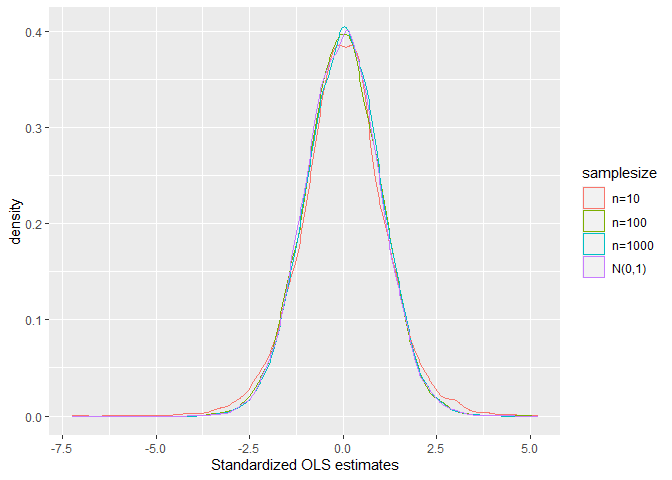 0.4
0.3
0.2
0.1
0.0
density
-7.5
-5.0
-2.5
0.0
2.5
5.0
Standardized OLS estimates
samplesize
n=10
n=100
n=1000
N(0,1)